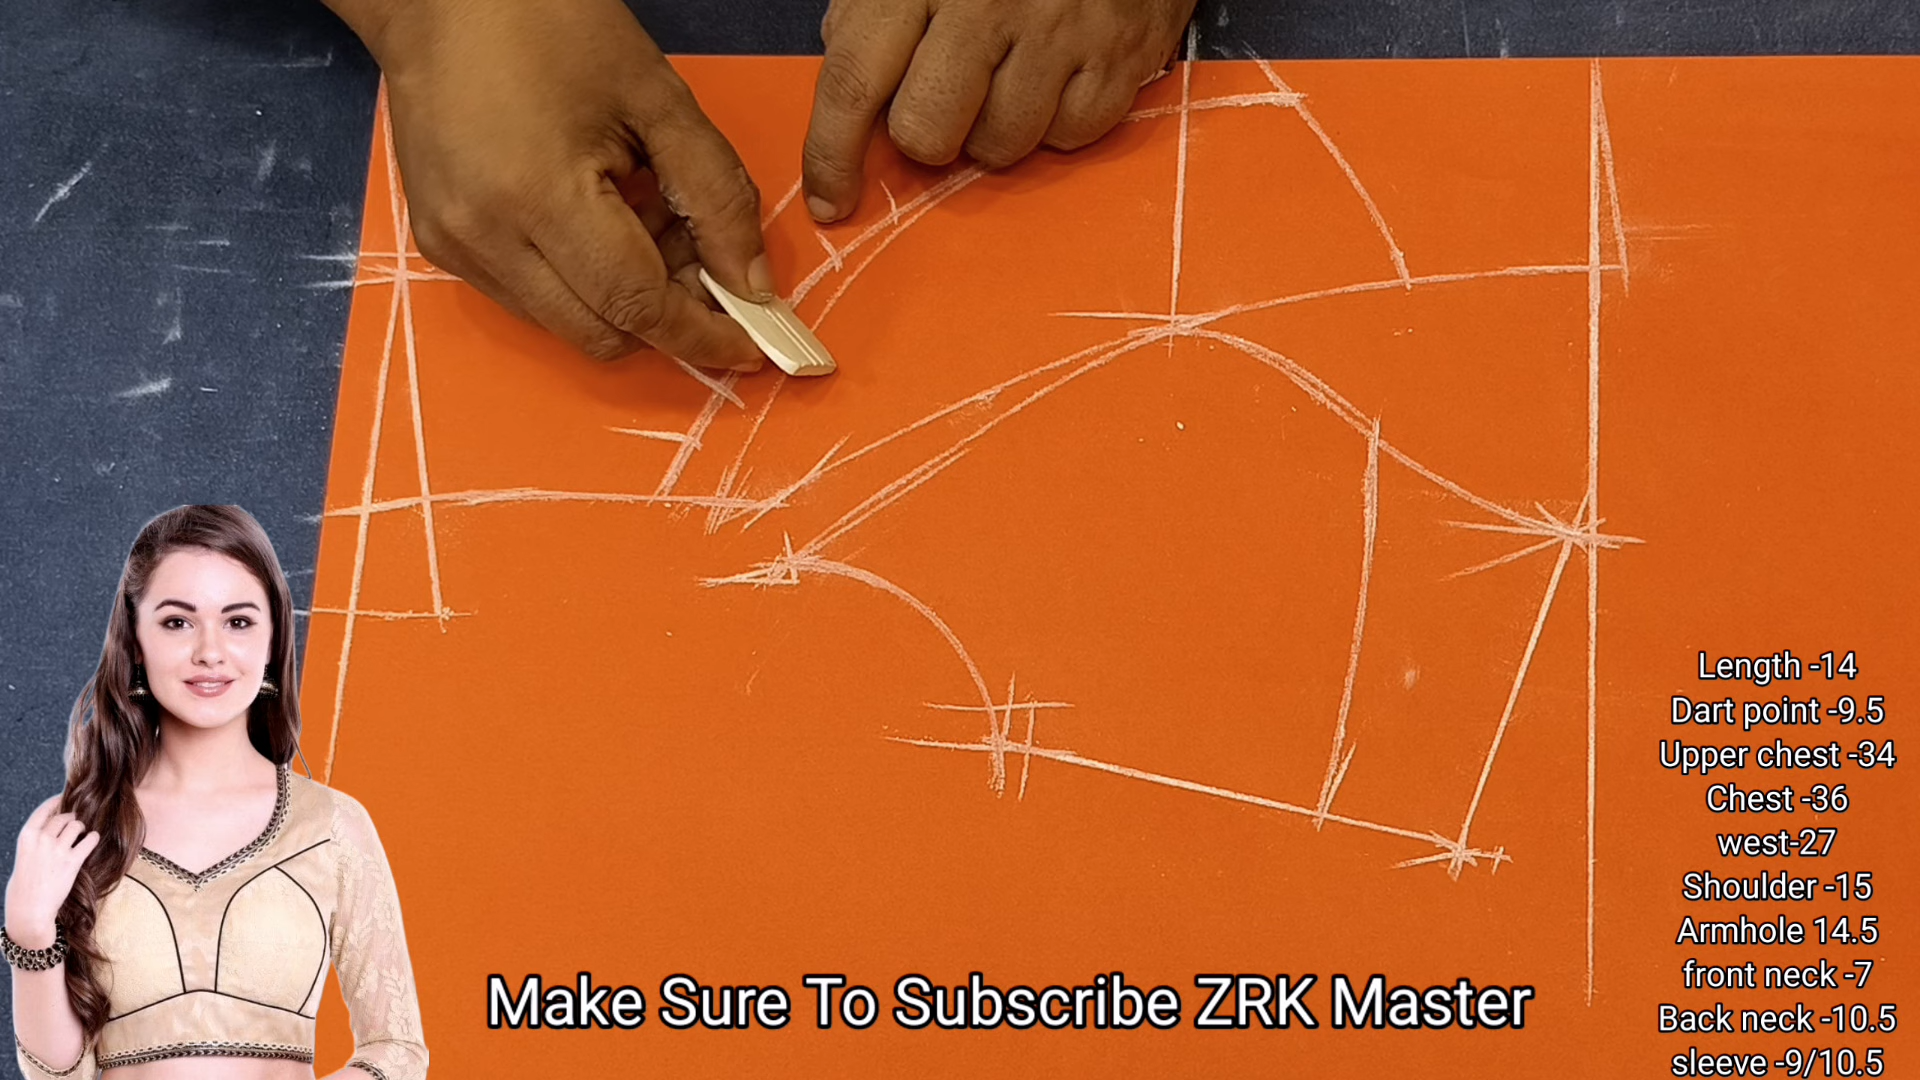 Length -14
Dart point -9.5
Upper chest -34
Chest -36
west-27
Shoulder -15
Armhole 14.5
front neck -7
Back neck -10.5
sleeve -9/10.5
Make Sure To Subscribe ZRK Master